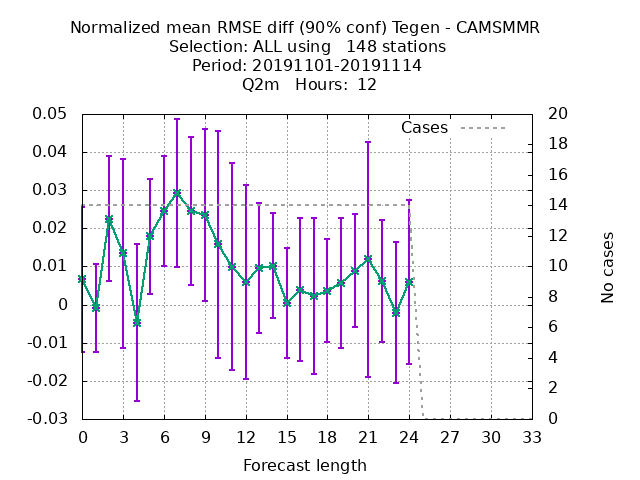 Normalized mean RMSE diff (90% conf) Tegen - CAMSMMR
Selection: ALL using   148 stations
Period: 20191101-20191114
Q2m   Hours:  12
Cases
0.05
0.04
0.03
0.02
0.01
0
-0.01
-0.02
-0.03
20
18
16
14
12
10
8
6
4
2
0
No cases
0 3 6 9 12 15 18 21 24 27 30 33
Forecast length